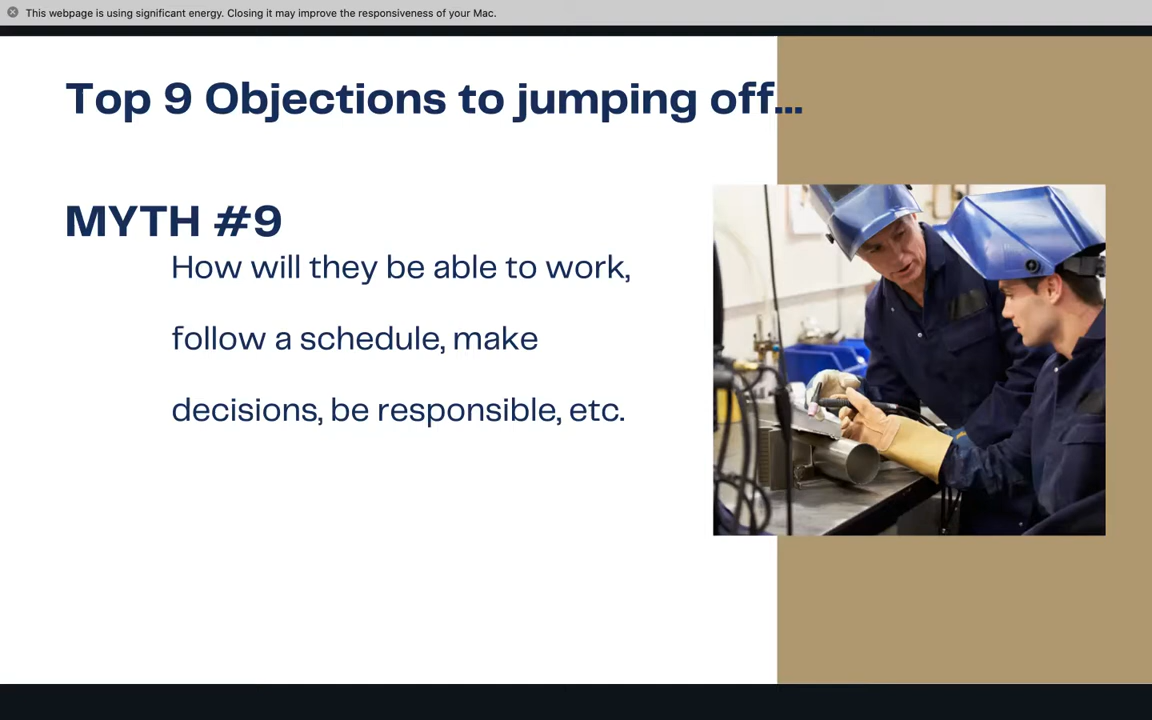 This webpage is using significant energy. Closing it may improve the responsiveness of your Mac.
Top 9 Objections to jumping off...
MYTH #9
How will they be able to work,
follow a schedule, make
decisions, be responsible, etc.